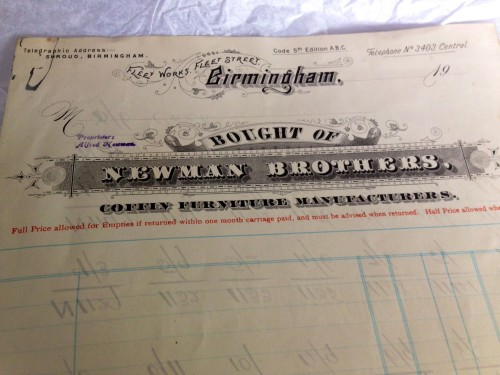 Telegraphic Address:—
SHROUD, BIRMINGHAM.
Code 5th Edition A.B.C.
Telephone No 3403 Central.
FLEET WORKS, FLEET STREET,
Birmingham,
19
M
Proprietor:
Alfred Newman.
BOUGHT OF
NEWMAN BROTHERS,
COFFIN FURNITURE MANUFACTURERS.
Full Price allowed for Empties if returned within one month carriage paid, and must be advised when returned. Half Price allowed whe